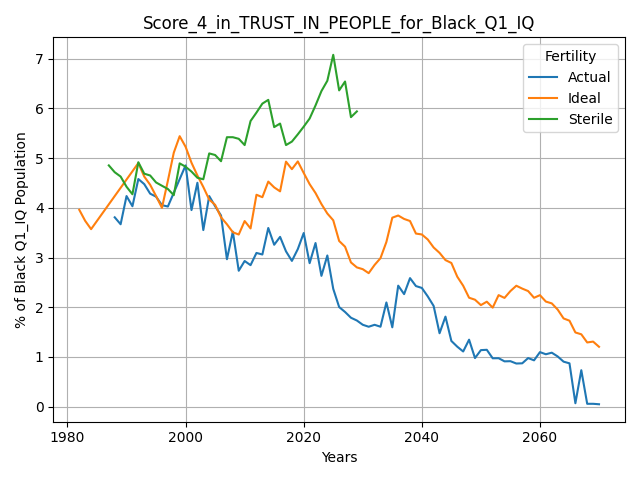 Score_4_in_TRUST_IN_PEOPLE_for_Black_Q1_IQ
Fertility
Actual
Ideal
Sterile
% of Black Q1_IQ Population
7
6
5
4
3
2
1
0
1980 2000 2020 2040 2060
Years